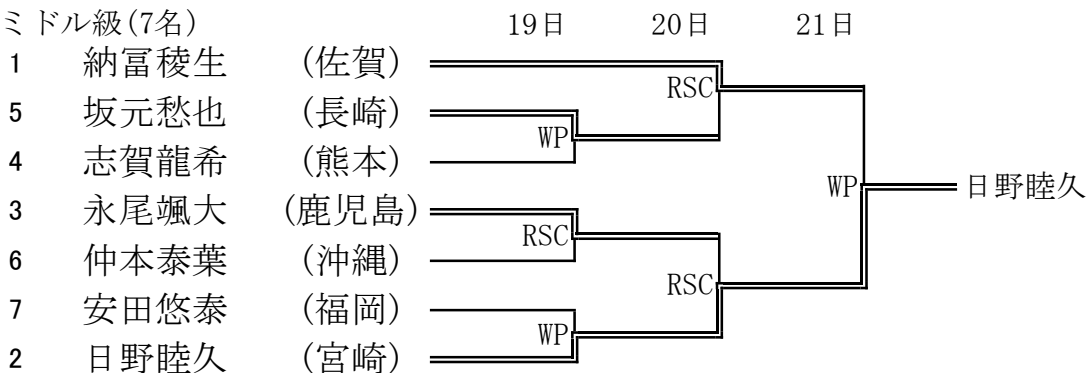 ミドル級(7名) 19日 20日 21日
1 納冨稜生 (佐賀)
RSC
5 坂元愁也 (長崎)
WP
4 志賀龍希 (熊本)
WP 日野睦久
3 永尾颯大 (鹿児島)
RSC
6 仲本泰葉 (沖縄)
RSC
7 安田悠泰 (福岡)
WP
2 日野睦久 (宮崎)